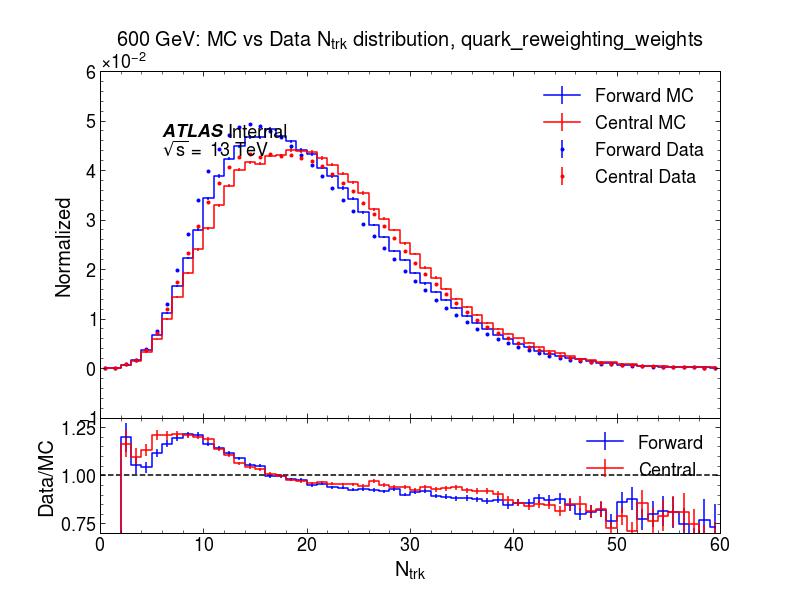 600 GeV: MC vs Data N_trk distribution, quark_reweighting_weights
×10⁻²
6
5
4
3
2
1
0
−1
Normalized
ATLAS Internal
√s = 13 TeV
Forward MC
Central MC
Forward Data
Central Data
1.25
1.00
0.75
Data/MC
Forward
Central
0 10 20 30 40 50 60
N_trk